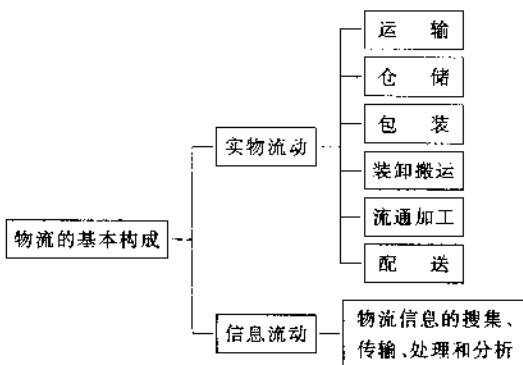 运输
仓储
包装
实物流动
装卸搬运
流通加工
物流的基本构成
配送
物流信息的搜集、
信息流动
传输、处理和分析